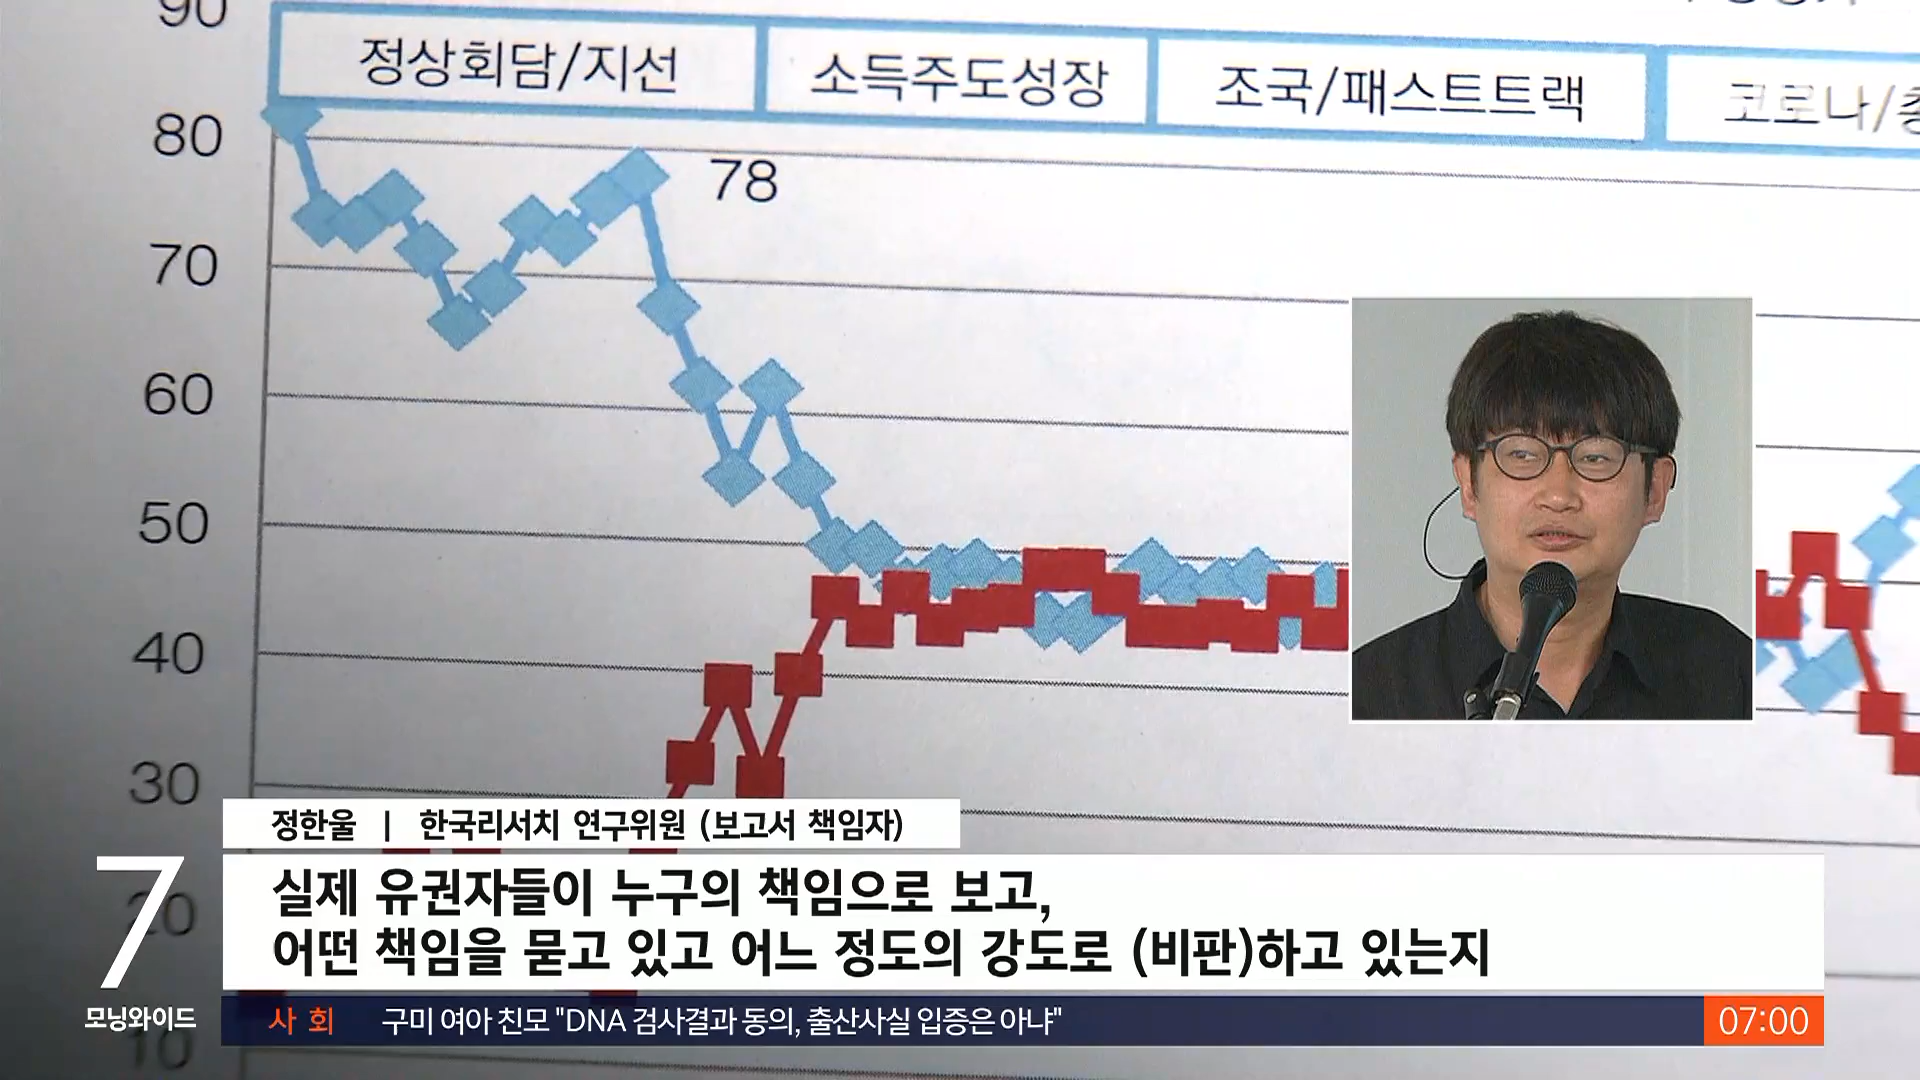 90
정상회담/지선
소득주도성장
조국/패스트트랙
코로나/총
80
78
70
60
50
40
30
정한울 | 한국리서치 연구위원 (보고서 책임자)
실제 유권자들이 누구의 책임으로 보고,
어떤 책임을 묻고 있고 어느 정도의 강도로 (비판)하고 있는지
7
20
모닝와이드
사 회 구미 여아 친모 "DNA 검사결과 동의, 출산사실 입증은 아냐"
07:00
10